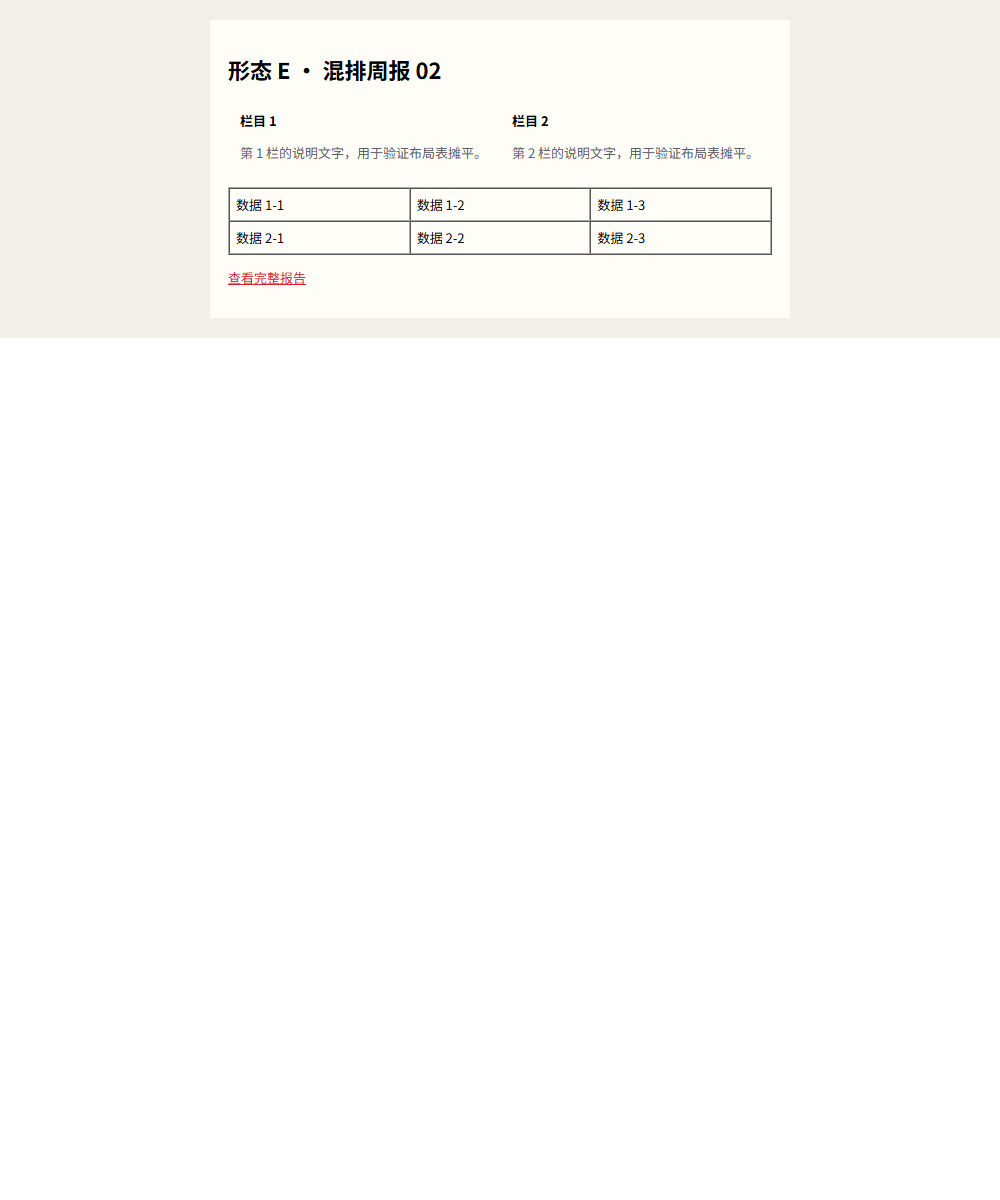 形态 E · 混排周报 02
栏目 1
第 1 栏的说明文字，用于验证布局表摊平。
栏目 2
第 2 栏的说明文字，用于验证布局表摊平。
数据 1-1 数据 1-2 数据 1-3
数据 2-1 数据 2-2 数据 2-3
查看完整报告